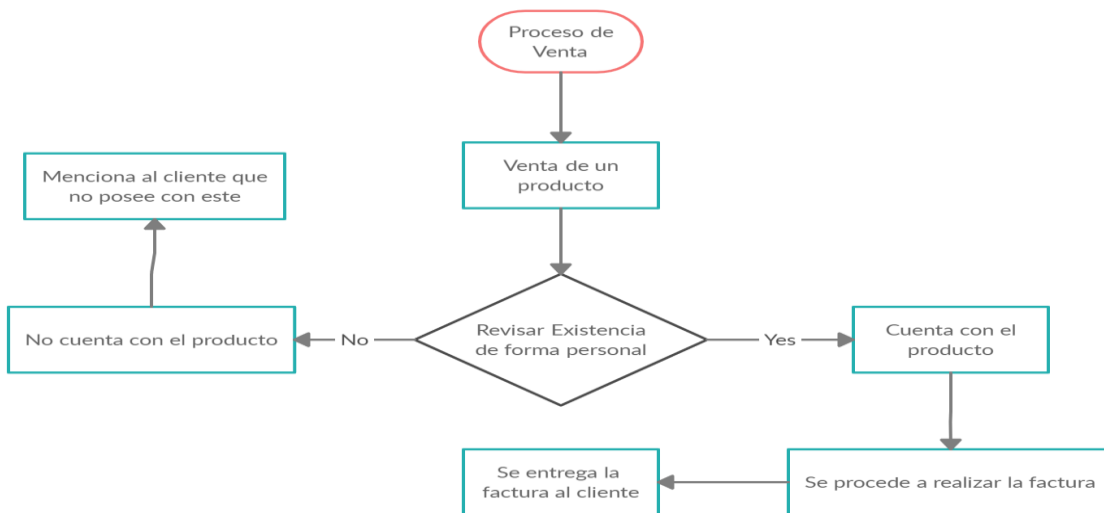 Proceso de
Venta
Venta de un
producto
Menciona al cliente que
no posee con este
Revisar Existencia
de forma personal
No
No cuenta con el producto
Yes
Cuenta con el
producto
Se procede a realizar la factura
Se entrega la
factura al cliente